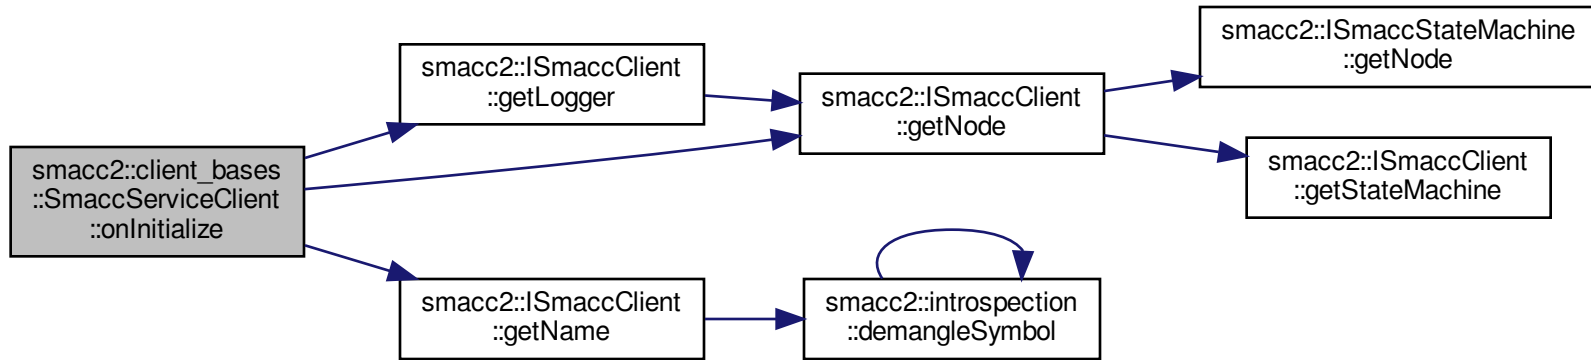 smacc2::client_bases
::SmaccServiceClient
::onInitialize
smacc2::ISmaccClient
::getLogger
smacc2::ISmaccClient
::getNode
smacc2::ISmaccStateMachine
::getNode
smacc2::ISmaccClient
::getStateMachine
smacc2::ISmaccClient
::getName
smacc2::introspection
::demangleSymbol